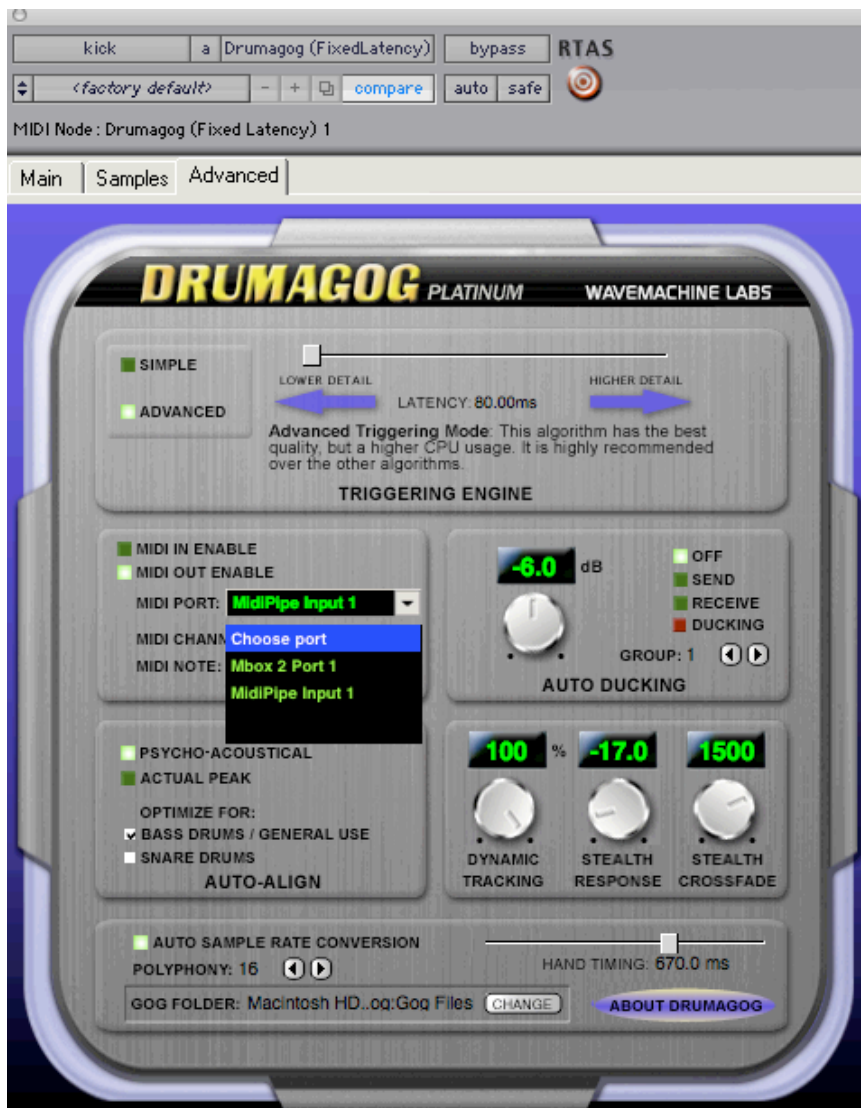 kick a Drumagog (FixedLatency) bypass RTAS
<factory default> - + compare auto safe
MIDI Node : Drumagog (Fixed Latency) 1
Main Samples Advanced
DRUMAGOG PLATINUM WAVEMACHINE LABS
SIMPLE
LOWER DETAIL HIGHER DETAIL
ADVANCED
LATENCY: 80.00ms
Advanced Triggering Mode: This algorithm has the best
quality, but a higher CPU usage. It is highly recommended
over the other algorithms.
TRIGGERING ENGINE
MIDI IN ENABLE
MIDI OUT ENABLE
MIDI PORT: MidiPipe Input 1
MIDI CHANN Choose port
MIDI NOTE: Mbox 2 Port 1
MidiPipe Input 1
-6.0 dB
OFF
SEND
RECEIVE
DUCKING
GROUP: 1
AUTO DUCKING
PSYCHO-ACOUSTICAL
ACTUAL PEAK
OPTIMIZE FOR:
BASS DRUMS / GENERAL USE
SNARE DRUMS
AUTO-ALIGN
100 % -17.0 1500
DYNAMIC TRACKING
STEALTH RESPONSE
STEALTH CROSSFADE
AUTO SAMPLE RATE CONVERSION
POLYPHONY: 16
HAND TIMING: 670.0 ms
GOG FOLDER: Macintosh HD..og:Gog Files CHANGE
ABOUT DRUMAGOG